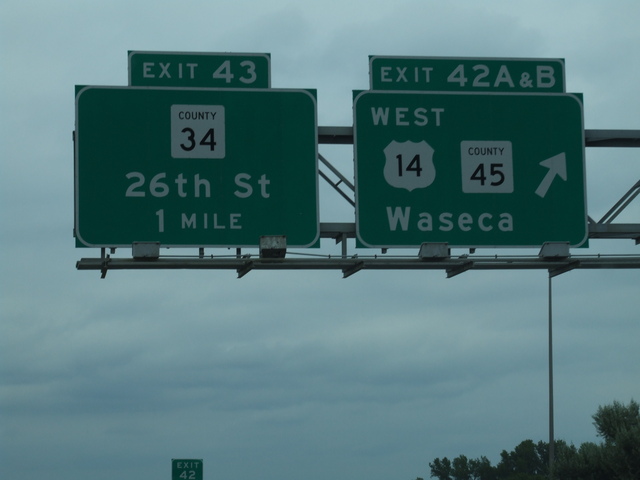 EXIT 43
COUNTY
34
26th St
1 MILE
EXIT 42A & B
WEST
14
COUNTY
45
Waseca
EXIT
42